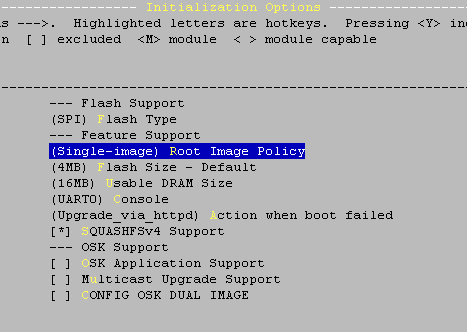 Initialization Options
s --->. Highlighted letters are hotkeys. Pressing <Y> in
n [ ] excluded <M> module < > module capable
--- Flash Support
(SPI) Flash Type
--- Feature Support
(Single-image) Root Image Policy
(4MB) Flash Size - Default
(16MB) Usable DRAM Size
(UART0) Console
(Upgrade_via_httpd) Action when boot failed
[*] SQUASHFSv4 Support
--- OSK Support
[ ] OSK Application Support
[ ] Multicast Upgrade Support
[ ] CONFIG OSK DUAL IMAGE